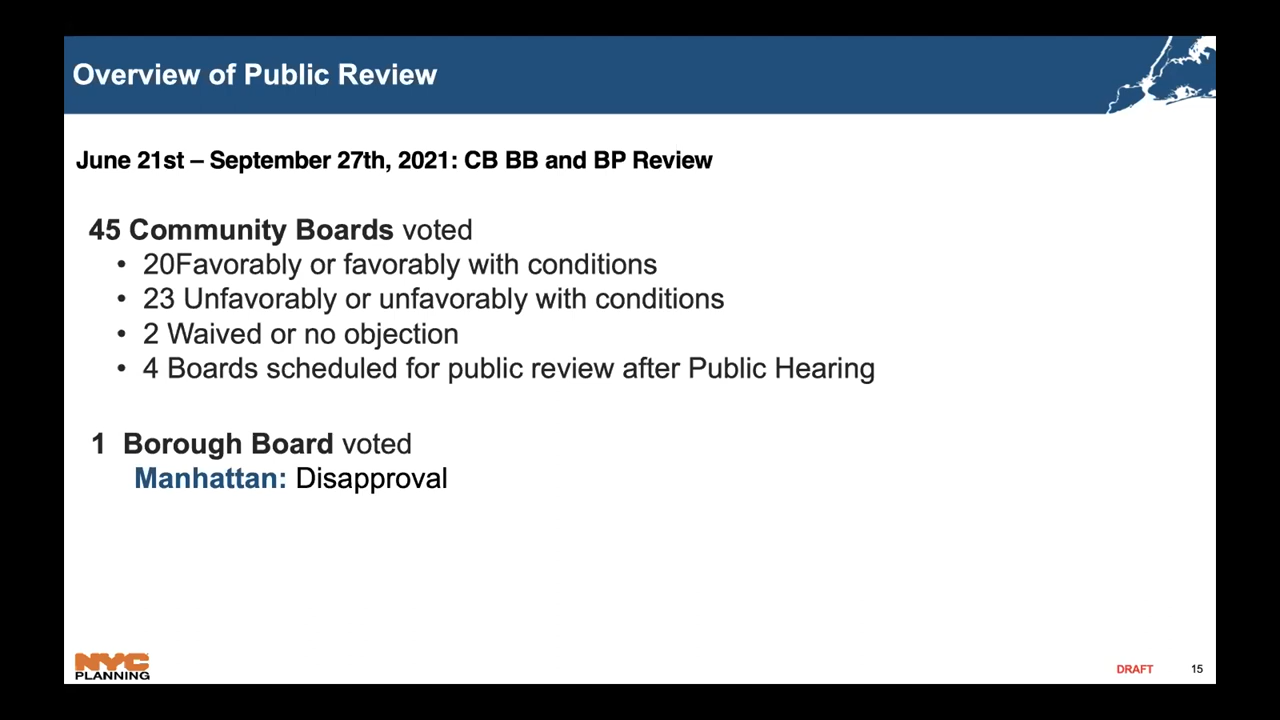 Overview of Public Review
June 21st – September 27th, 2021: CB BB and BP Review
45 Community Boards voted
• 20Favorably or favorably with conditions
• 23 Unfavorably or unfavorably with conditions
• 2 Waived or no objection
• 4 Boards scheduled for public review after Public Hearing
1 Borough Board voted
Manhattan: Disapproval
NYC
PLANNING
DRAFT 15